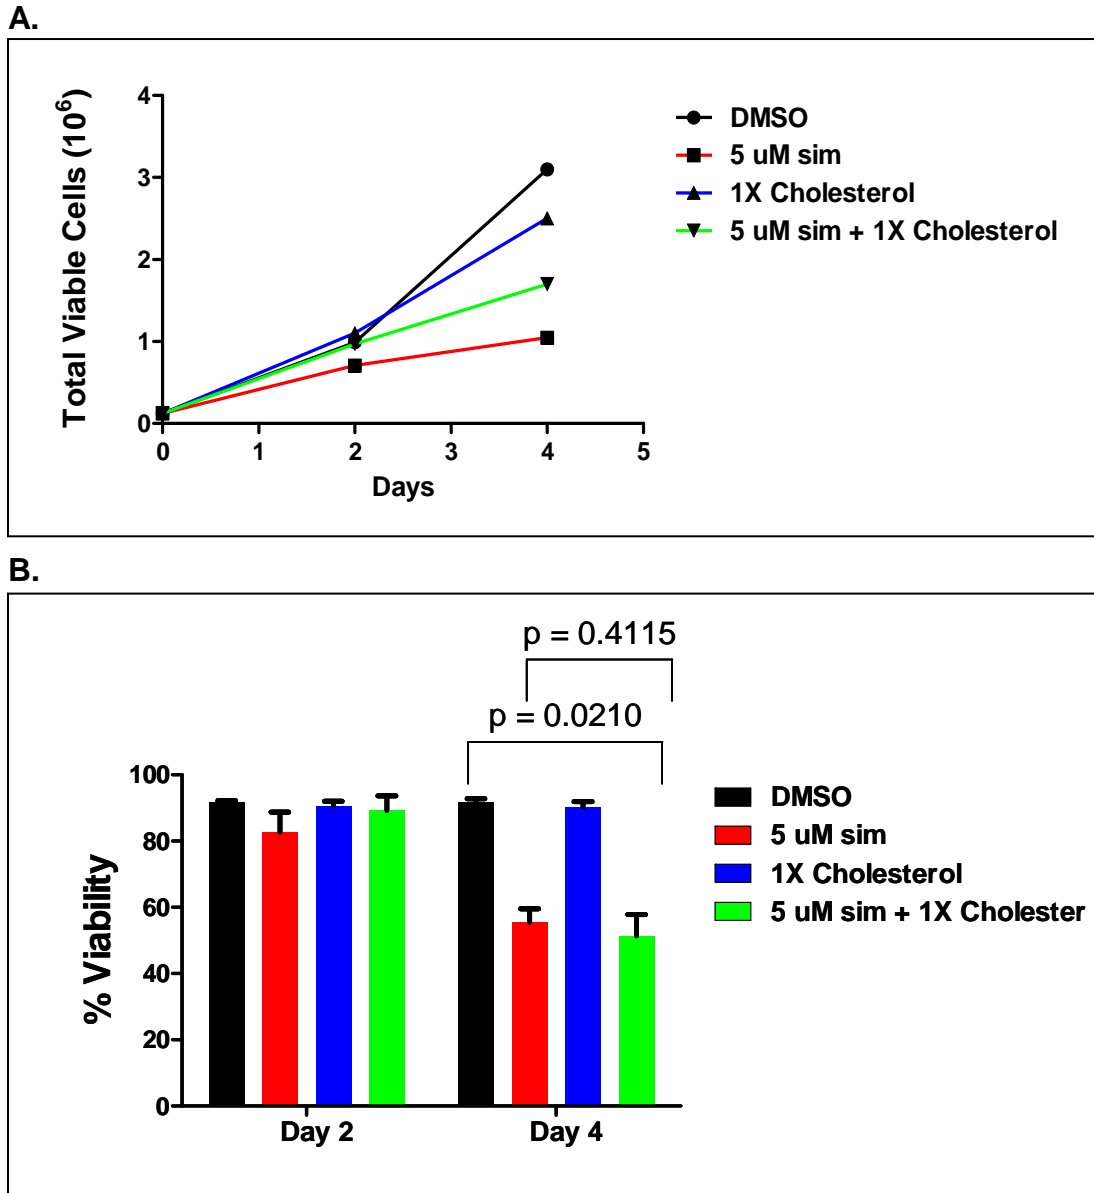 A.
Total Viable Cells (10⁶)
4
3
2
1
0
0 1 2 3 4 5
Days
DMSO
5 uM sim
1X Cholesterol
5 uM sim + 1X Cholesterol
B.
p = 0.4115
p = 0.0210
% Viability
100
80
60
40
20
0
Day 2 Day 4
DMSO
5 uM sim
1X Cholesterol
5 uM sim + 1X Cholester